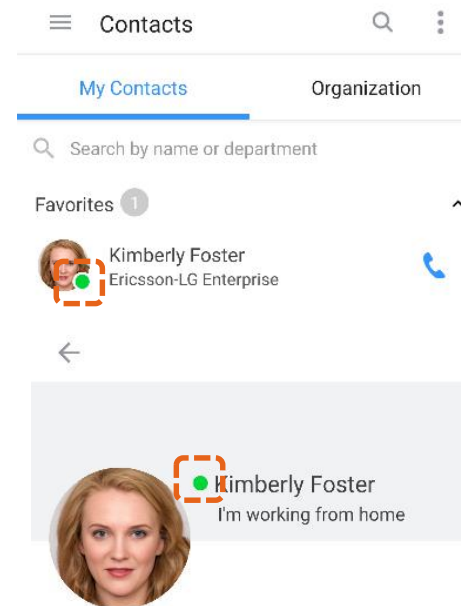 Contacts
My Contacts Organization
Search by name or department
Favorites 1
Kimberly Foster
Ericsson-LG Enterprise
Kimberly Foster
I'm working from home